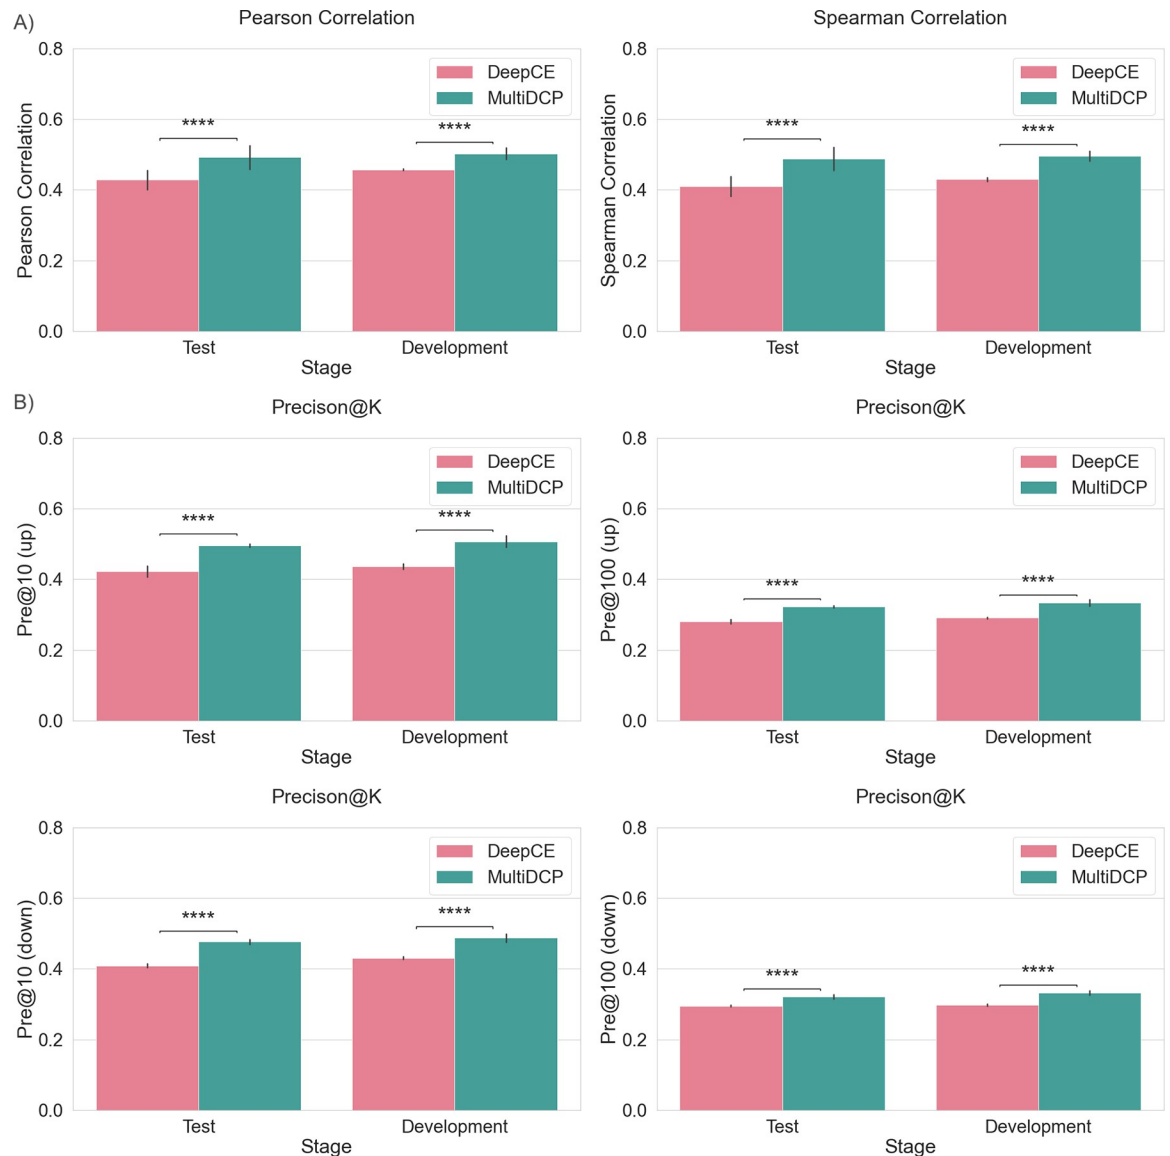 A)
Pearson Correlation
Spearman Correlation
Pearson Correlation
0.8
0.6
0.4
0.2
0.0
DeepCE
MultiDCP
****
****
Test
Development
Stage
Spearman Correlation
0.8
0.6
0.4
0.2
0.0
DeepCE
MultiDCP
****
****
Test
Development
Stage
B)
Precison@K
Pre@10 (up)
0.8
0.6
0.4
0.2
0.0
DeepCE
MultiDCP
****
****
Test
Development
Stage
Precison@K
Pre@100 (up)
0.8
0.6
0.4
0.2
0.0
DeepCE
MultiDCP
****
****
Test
Development
Stage
Precison@K
Pre@10 (down)
0.8
0.6
0.4
0.2
0.0
DeepCE
MultiDCP
****
****
Test
Development
Stage
Precison@K
Pre@100 (down)
0.8
0.6
0.4
0.2
0.0
DeepCE
MultiDCP
****
****
Test
Development
Stage